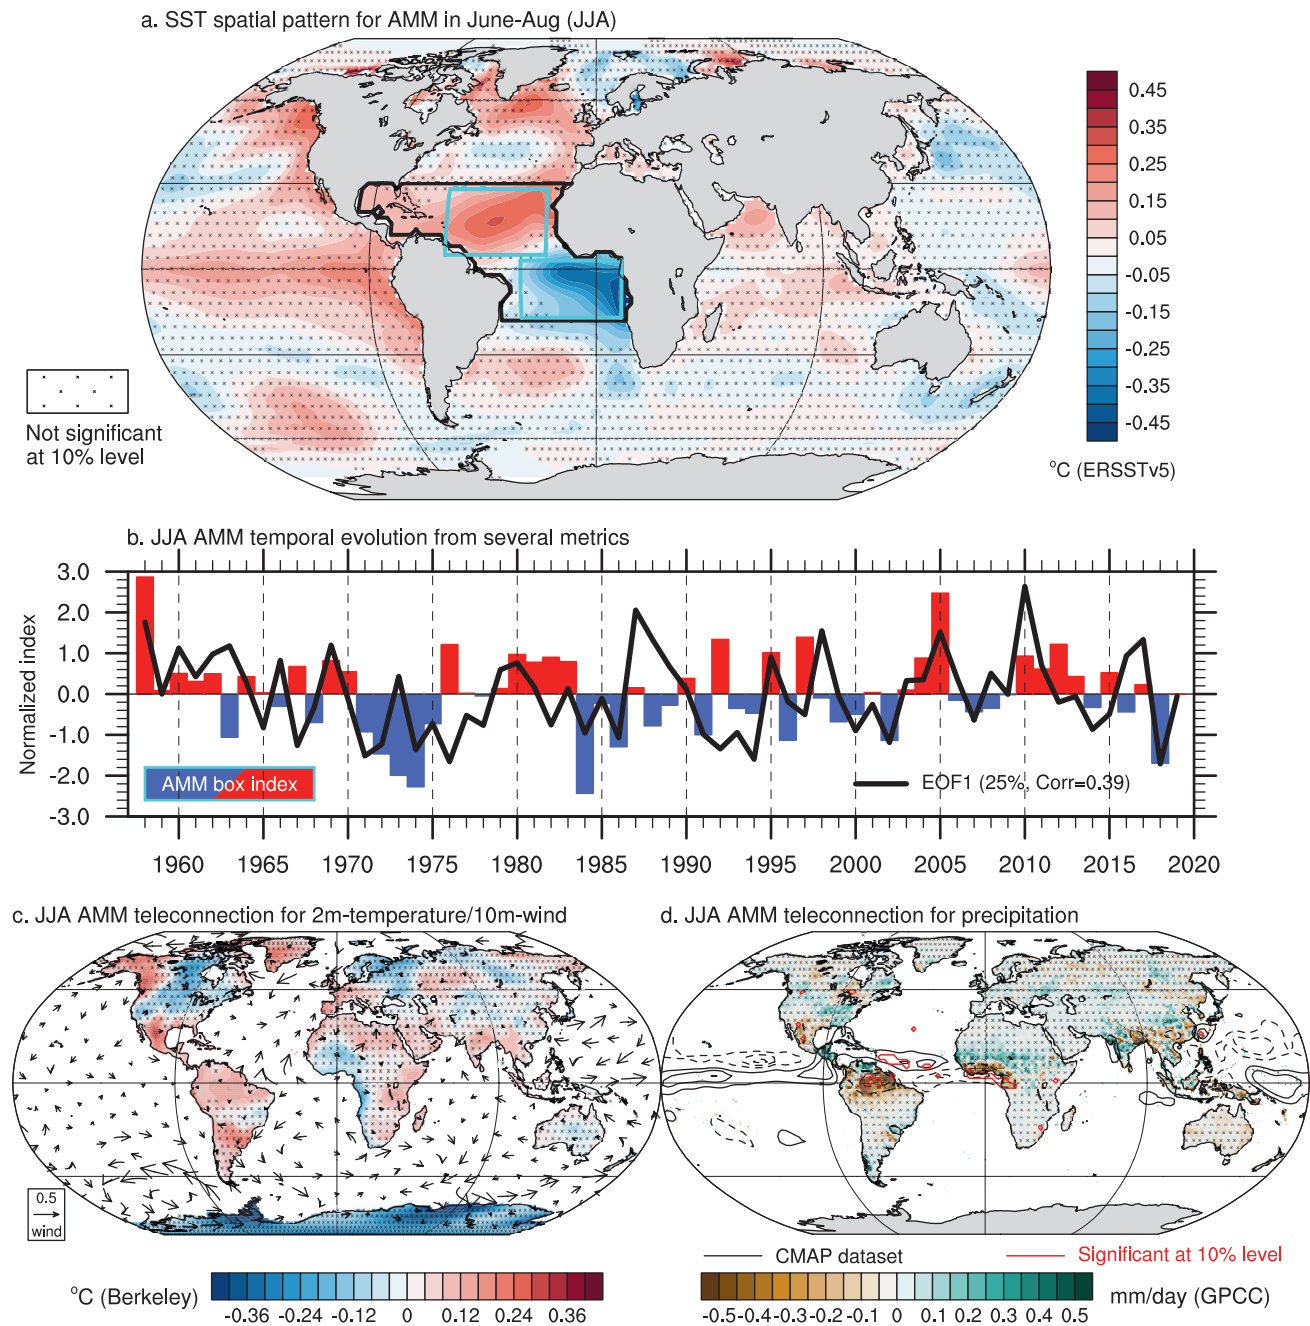 a. SST spatial pattern for AMM in June-Aug (JJA)
0.45
0.35
0.25
0.15
0.05
-0.05
-0.15
-0.25
-0.35
-0.45
°C (ERSSTv5)
Not significant
at 10% level
b. JJA AMM temporal evolution from several metrics
Normalized index
3.0
2.0
1.0
0.0
-1.0
-2.0
-3.0
AMM box index
EOF1 (25%, Corr=0.39)
1960 1965 1970 1975 1980 1985 1990 1995 2000 2005 2010 2015 2020
c. JJA AMM teleconnection for 2m-temperature/10m-wind
0.5
wind
°C (Berkeley)
-0.36 -0.24 -0.12 0 0.12 0.24 0.36
d. JJA AMM teleconnection for precipitation
CMAP dataset
Significant at 10% level
-0.5 -0.4 -0.3 -0.2 -0.1 0 0.1 0.2 0.3 0.4 0.5
mm/day (GPCC)